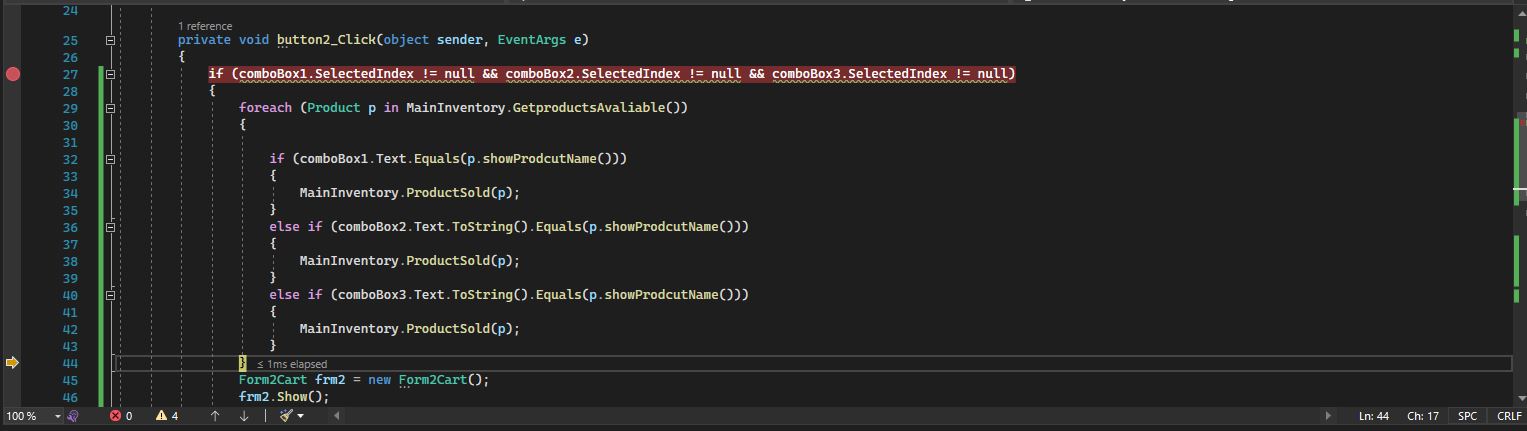 24
1 reference
25 private void button2_Click(object sender, EventArgs e)
26 {
27 if (comboBox1.SelectedIndex != null && comboBox2.SelectedIndex != null && comboBox3.SelectedIndex != null)
28 {
29 foreach (Product p in MainInventory.GetproductsAvaliable())
30 {
31
32 if (comboBox1.Text.Equals(p.showProdcutName()))
33 {
34 MainInventory.ProductSold(p);
35 }
36 else if (comboBox2.Text.ToString().Equals(p.showProdcutName()))
37 {
38 MainInventory.ProductSold(p);
39 }
40 else if (comboBox3.Text.ToString().Equals(p.showProdcutName()))
41 {
42 MainInventory.ProductSold(p);
43 }
44 } ≤ 1ms elapsed
45 Form2Cart frm2 = new Form2Cart();
46 frm2.Show();
100 % 0 4 Ln: 44 Ch: 17 SPC CRLF